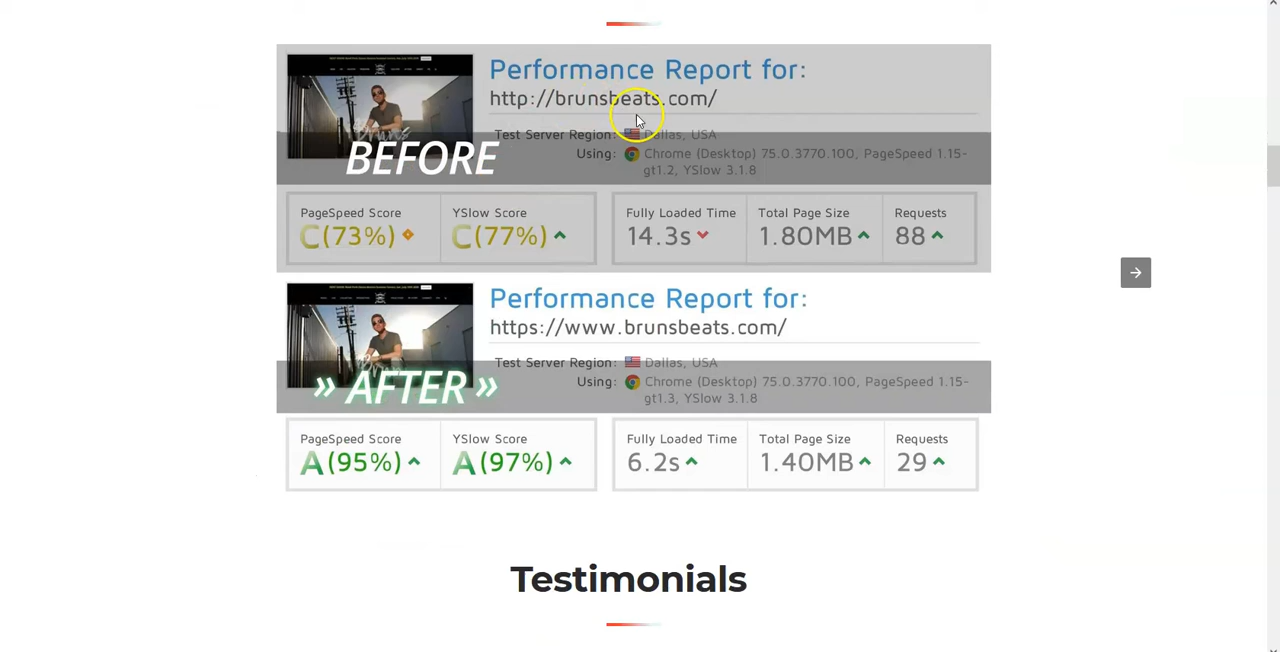 Performance Report for:
http://brunsbeats.com/
Test Server Region: Dallas, USA
Using: Chrome (Desktop) 75.0.3770.100, PageSpeed 1.15-
gt1.2, YSlow 3.1.8
BEFORE
PageSpeed Score YSlow Score Fully Loaded Time Total Page Size Requests
C(73%) C(77%) 14.3s 1.80MB 88
Performance Report for:
https://www.brunsbeats.com/
Test Server Region: Dallas, USA
Using: Chrome (Desktop) 75.0.3770.100, PageSpeed 1.15-
gt1.3, YSlow 3.1.8
» AFTER »
PageSpeed Score YSlow Score Fully Loaded Time Total Page Size Requests
A(95%) A(97%) 6.2s 1.40MB 29
Testimonials